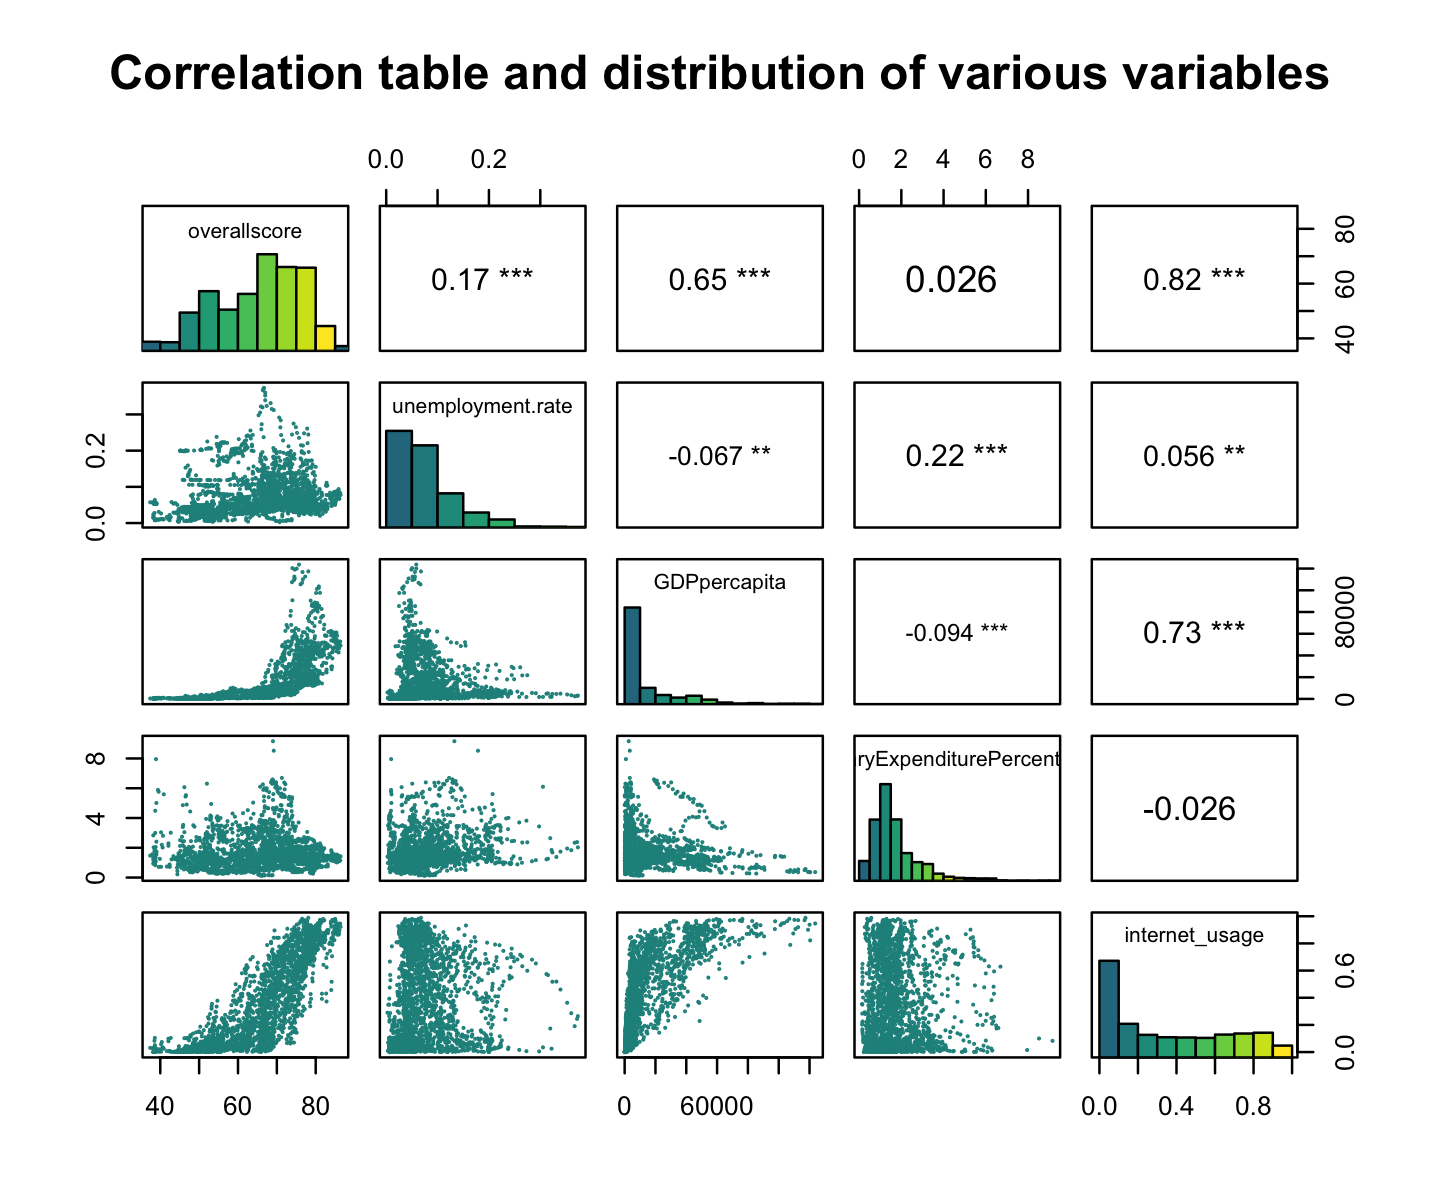 Correlation table and distribution of various variables
0.0 0.2 0 2 4 6 8
overallscore 0.17 *** 0.65 *** 0.026 0.82 *** 40 60 80
0.0 0.2 unemployment.rate -0.067 ** 0.22 *** 0.056 **
GDPpercapita -0.094 *** 0.73 *** 0 80000
0 4 8 ryExpenditurePercent -0.026
internet_usage 0.0 0.6
40 60 80 0 60000 0.0 0.4 0.8